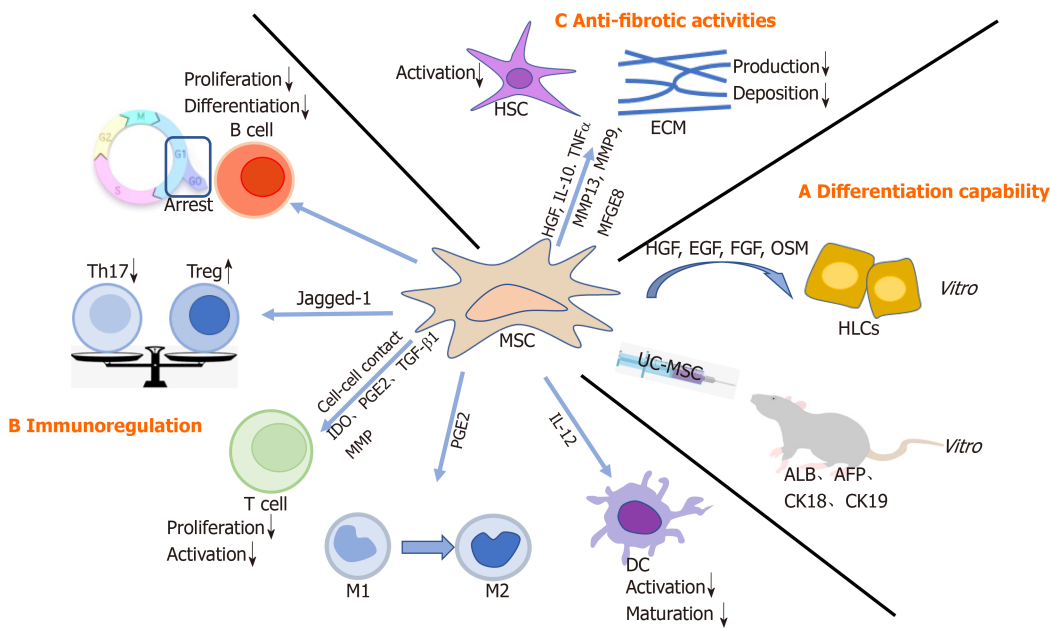 C Anti-fibrotic activities
Activation↓
HSC
ECM
Production↓
Deposition↓
HGF, IL-10. TNFα
MMP13, MMP9,
MFGE8
A Differentiation capability
HGF, EGF, FGF, OSM
HLCs
Vitro
UC-MSC
Vitro
ALB、AFP、
CK18、CK19
MSC
Proliferation↓
Differentiation↓
B cell
M
G2
G1
S
G0
Arrest
Th17↓
Treg↑
Jagged-1
B Immunoregulation
Cell-cell contact
IDO、PGE2、TGF-β1
MMP
T cell
Proliferation↓
Activation↓
PGE2
M1
M2
IL-12
DC
Activation↓
Maturation↓